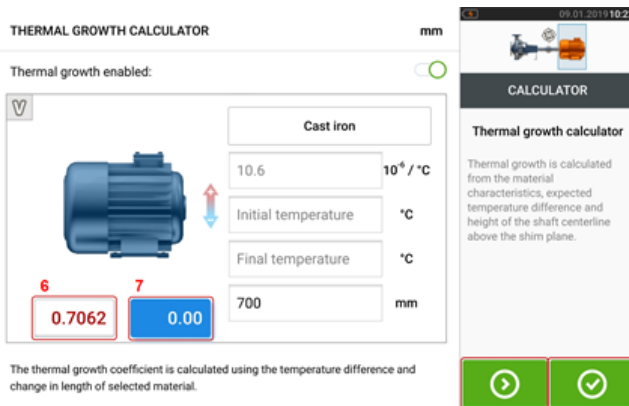 THERMAL GROWTH CALCULATOR
mm
Thermal growth enabled:
V
Cast iron
10.6
10⁻⁶ / °C
Initial temperature
°C
Final temperature
°C
6
7
0.7062
0.00
700
mm
The thermal growth coefficient is calculated using the temperature difference and
change in length of selected material.
09.01.2019 10:2
CALCULATOR
Thermal growth calculator
Thermal growth is calculated
from the material
characteristics, expected
temperature difference and
height of the shaft centerline
above the shim plane.